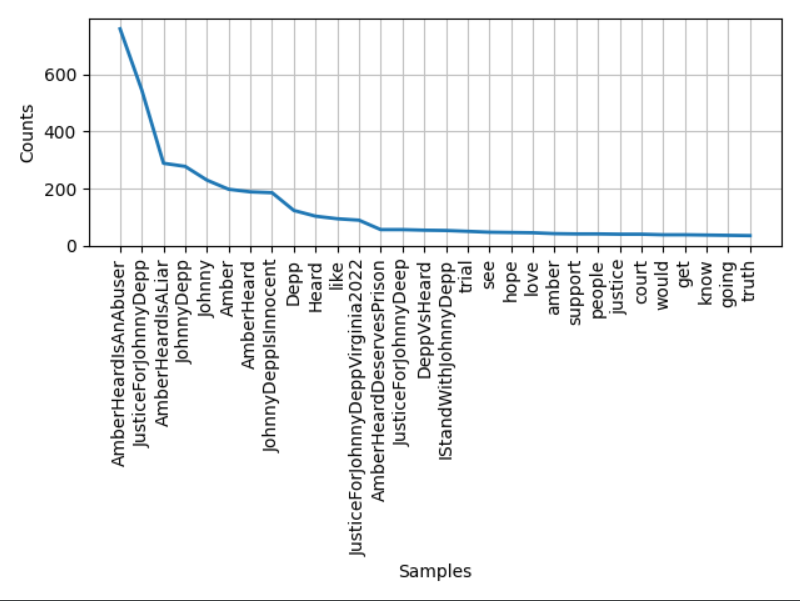 600
400
200
0
Counts
AmberHeardIsAnAbuser
JusticeForJohnnyDepp
AmberHeardIsALiar
JohnnyDepp
Johnny
Amber
AmberHeard
JohnnyDeppIsInnocent
Depp
Heard
like
JusticeForJohnnyDeppVirginia2022
AmberHeardDeservesPrison
JusticeForJohnnyDeep
DeppVsHeard
IStandWithJohnnyDepp
trial
see
hope
love
amber
support
people
justice
court
would
get
know
going
truth
Samples